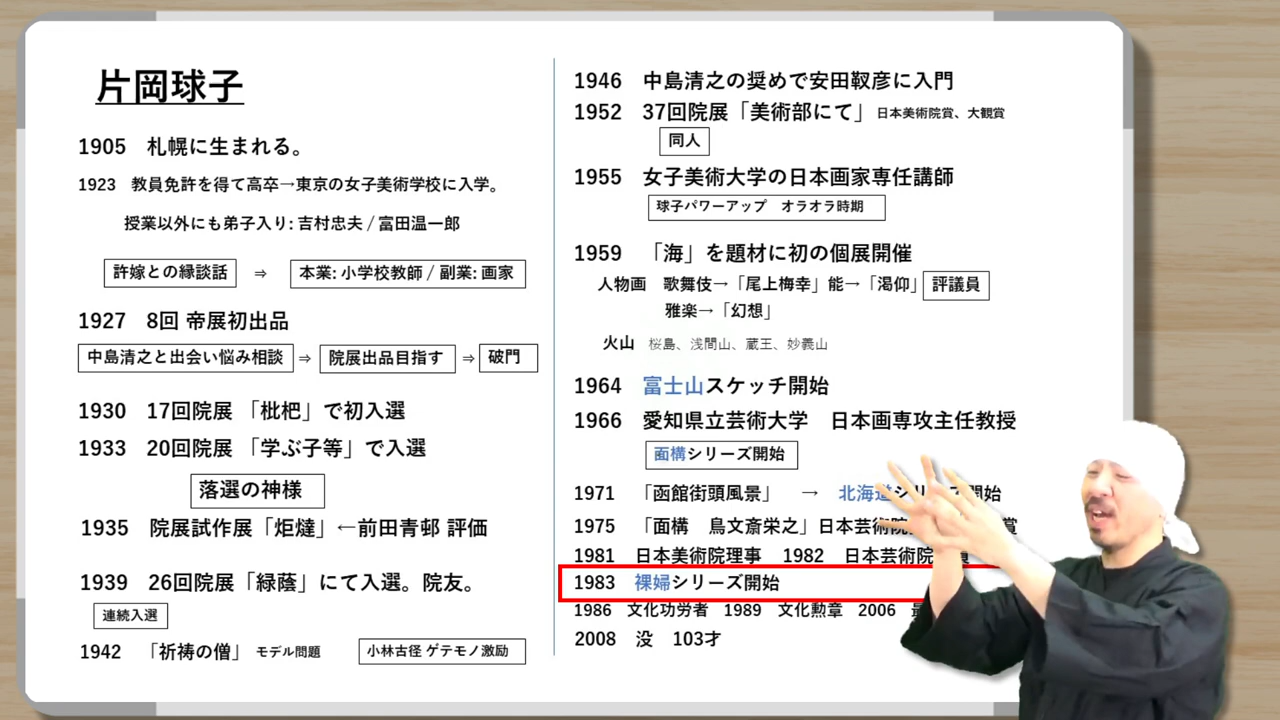 片岡球子
1905 札幌に生まれる。
1923 教員免許を得て高卒→東京の女子美術学校に入学。
授業以外にも弟子入り: 吉村忠夫 / 富田温一郎
許嫁との縁談話 ⇒ 本業: 小学校教師 / 副業: 画家
1927 8回 帝展初出品
中島清之と出会い悩み相談 ⇒ 院展出品目指す ⇒ 破門
1930 17回院展 「枇杷」で初入選
1933 20回院展 「学ぶ子等」で入選
落選の神様
1935 院展試作展「炬燵」←前田青邨 評価
1939 26回院展「緑蔭」にて入選。院友。
連続入選
1942 「祈祷の僧」 モデル問題 小林古径 ゲテモノ激励
1946 中島清之の奨めで安田靫彦に入門
1952 37回院展「美術部にて」 日本美術院賞、大観賞
同人
1955 女子美術大学の日本画家専任講師
球子パワーアップ オラオラ時期
1959 「海」を題材に初の個展開催
人物画 歌舞伎→「尾上梅幸」能→「渇仰」 評議員
雅楽→「幻想」
火山 桜島、浅間山、蔵王、妙義山
1964 富士山スケッチ開始
1966 愛知県立芸術大学 日本画専攻主任教授
面構シリーズ開始
1971 「函館街頭風景」 → 北海道シリーズ開始
1975 「面構 鳥文斎栄之」日本芸術院 賞
1981 日本美術院理事 1982 日本芸術院 員
1983 裸婦シリーズ開始
1986 文化功労者 1989 文化勲章 2006
2008 没 103才